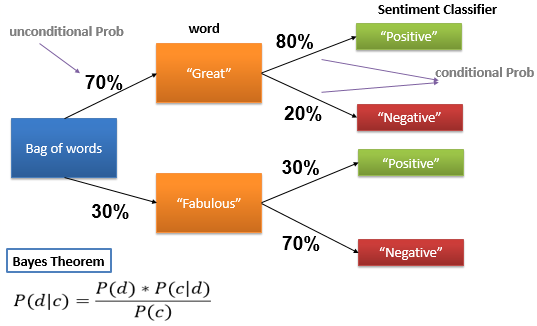 Sentiment Classifier
unconditional Prob
word
80%
“Positive”
70%
“Great”
conditional Prob
20%
“Negative”
Bag of words
30%
“Positive”
30%
“Fabulous”
70%
“Negative”
Bayes Theorem
P(d|c) = P(d) * P(c|d) / P(c)